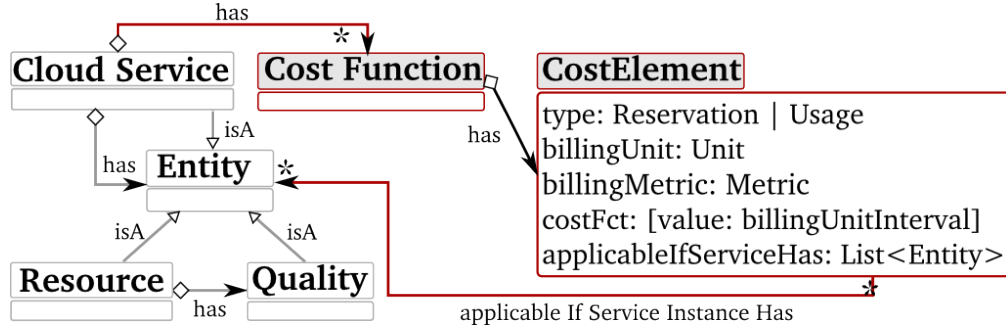 has
*
Cloud Service
Cost Function
CostElement
has
type: Reservation | Usage
billingUnit: Unit
billingMetric: Metric
costFct: [value: billingUnitInterval]
applicableIfServiceHas: List<Entity>
isA
has
Entity
*
isA
isA
Resource
has
Quality
*
applicable If Service Instance Has